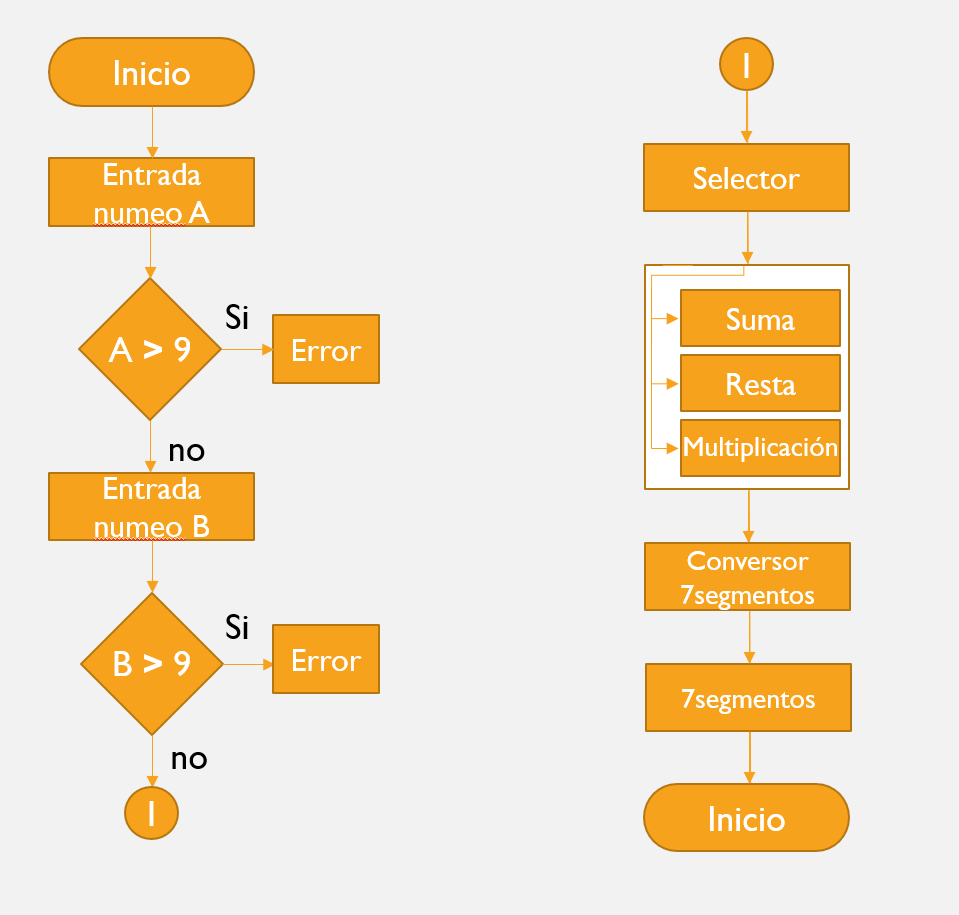 Inicio
Entrada
numeo A
A > 9
Si
Error
no
Entrada
numeo B
B > 9
Si
Error
no
I
I
Selector
Suma
Resta
Multiplicación
Conversor
7segmentos
7segmentos
Inicio